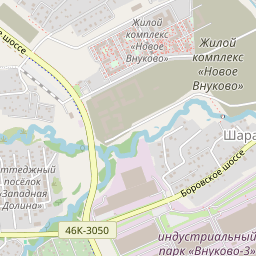 ое шоссе
Жилой
комплекс
«Новое
Внуково»
Жилой
комплекс
«Новое
Внуково»
Шара
Боровское шоссе
ттеджный
поселок
«Западная
Долина»
46К-3050
индустриальный
парк «Внуково-3»